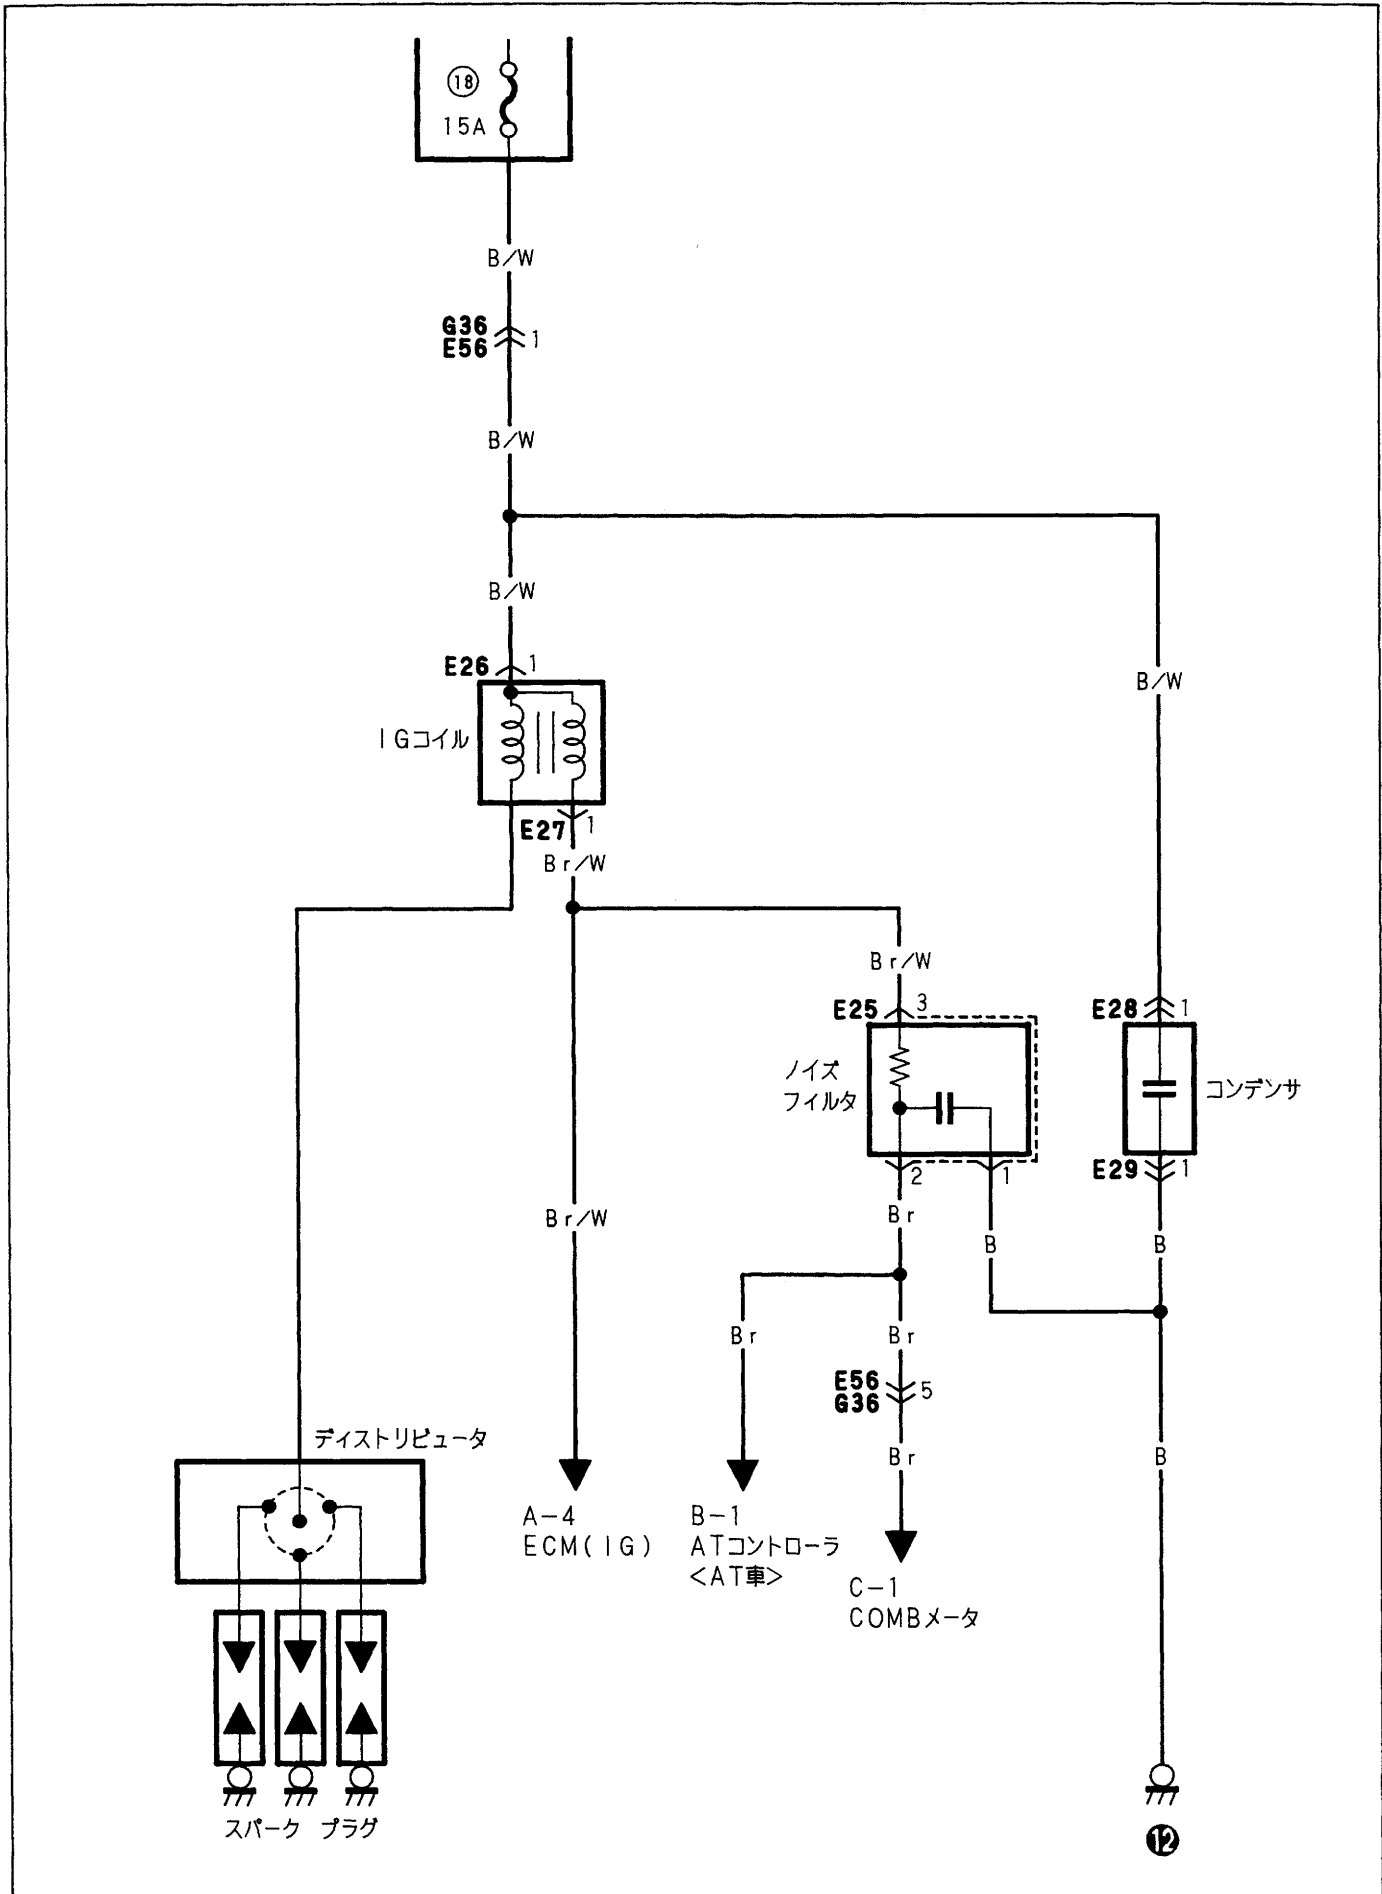 18
15A
B/W
G36
E56
1
B/W
B/W
E26
1
B/W
IGコイル
E27
1
Br/W
Br/W
E25
3
E28
1
ノイズ
フィルタ
コンデンサ
2
1
E29
1
Br/W
Br
B
B
Br
Br
E56
G36
5
ディストリビュータ
Br
B
A-4
ECM(IG)
B-1
ATコントローラ
<AT車>
C-1
COMBメータ
スパーク プラグ
12